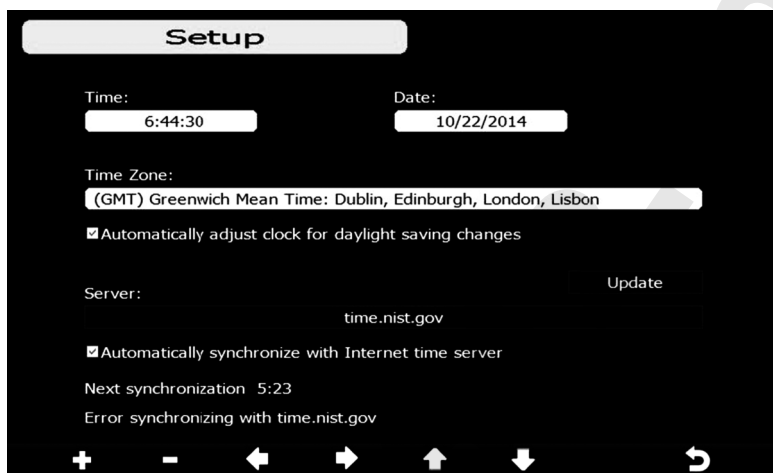 Setup
Time:
Date:
6:44:30
10/22/2014
Time Zone:
(GMT) Greenwich Mean Time: Dublin, Edinburgh, London, Lisbon
Automatically adjust clock for daylight saving changes
Update
Server:
time.nist.gov
Automatically synchronize with Internet time server
Next synchronization 5:23
Error synchronizing with time.nist.gov